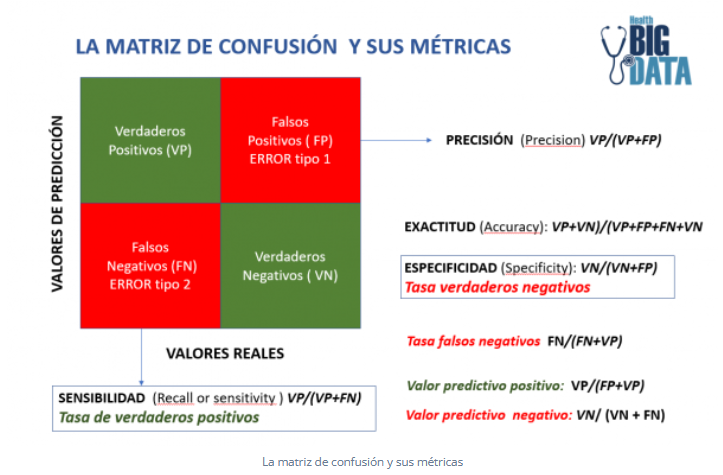 Health
BIG
DATA
LA MATRIZ DE CONFUSIÓN Y SUS MÉTRICAS
VALORES DE PREDICCIÓN
Verdaderos
Positivos (VP)
Falsos
Positivos ( FP)
ERROR tipo 1
Falsos
Negativos (FN)
ERROR tipo 2
Verdaderos
Negativos ( VN)
VALORES REALES
PRECISIÓN (Precision) VP/(VP+FP)
EXACTITUD (Accuracy): VP+VN)/(VP+FP+FN+VN
ESPECIFICIDAD (Specificity): VN/(VN+FP)
Tasa verdaderos negativos
Tasa falsos negativos FN/(FN+VP)
Valor predictivo positivo: VP/(FP+VP)
Valor predictivo negativo: VN/ (VN + FN)
SENSIBILIDAD (Recall or sensitivity ) VP/(VP+FN)
Tasa de verdaderos positivos
La matriz de confusión y sus métricas